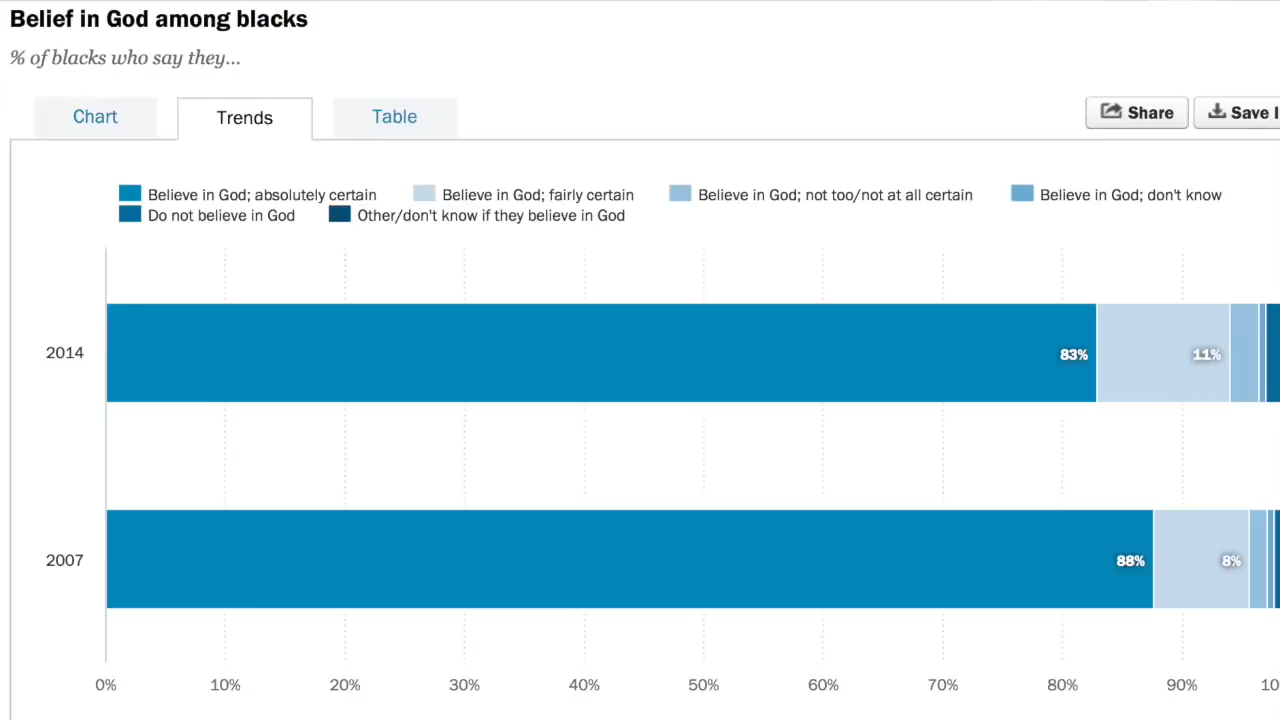 Belief in God among blacks
% of blacks who say they...
Chart Trends Table Share Save I
Believe in God; absolutely certain Believe in God; fairly certain Believe in God; not too/not at all certain Believe in God; don't know
Do not believe in God Other/don't know if they believe in God
2014 83% 11%
2007 88% 8%
0% 10% 20% 30% 40% 50% 60% 70% 80% 90% 10